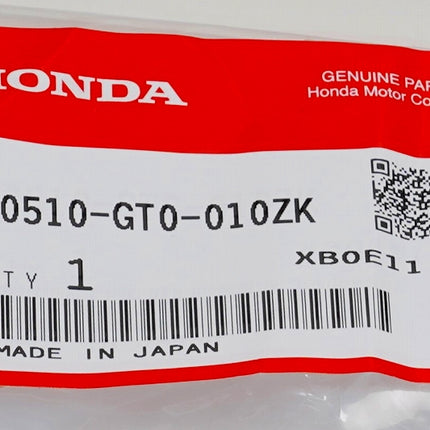 HONDA
GENUINE PAR
Honda Motor Co
0510-GT0-010ZK
TY 1
XB0E11
MADE IN JAPAN